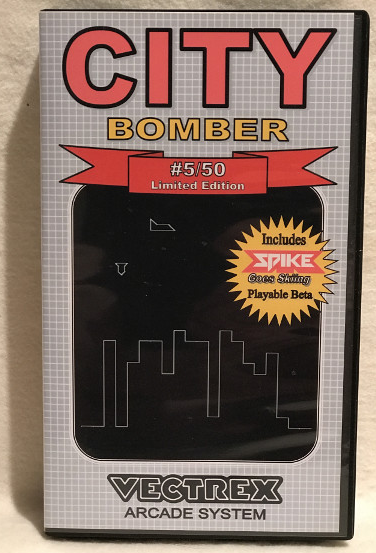 CITY
BOMBER
#5/50
Limited Edition
Includes
SPIKE
Goes Skiing
Playable Beta
VECTREX
ARCADE SYSTEM